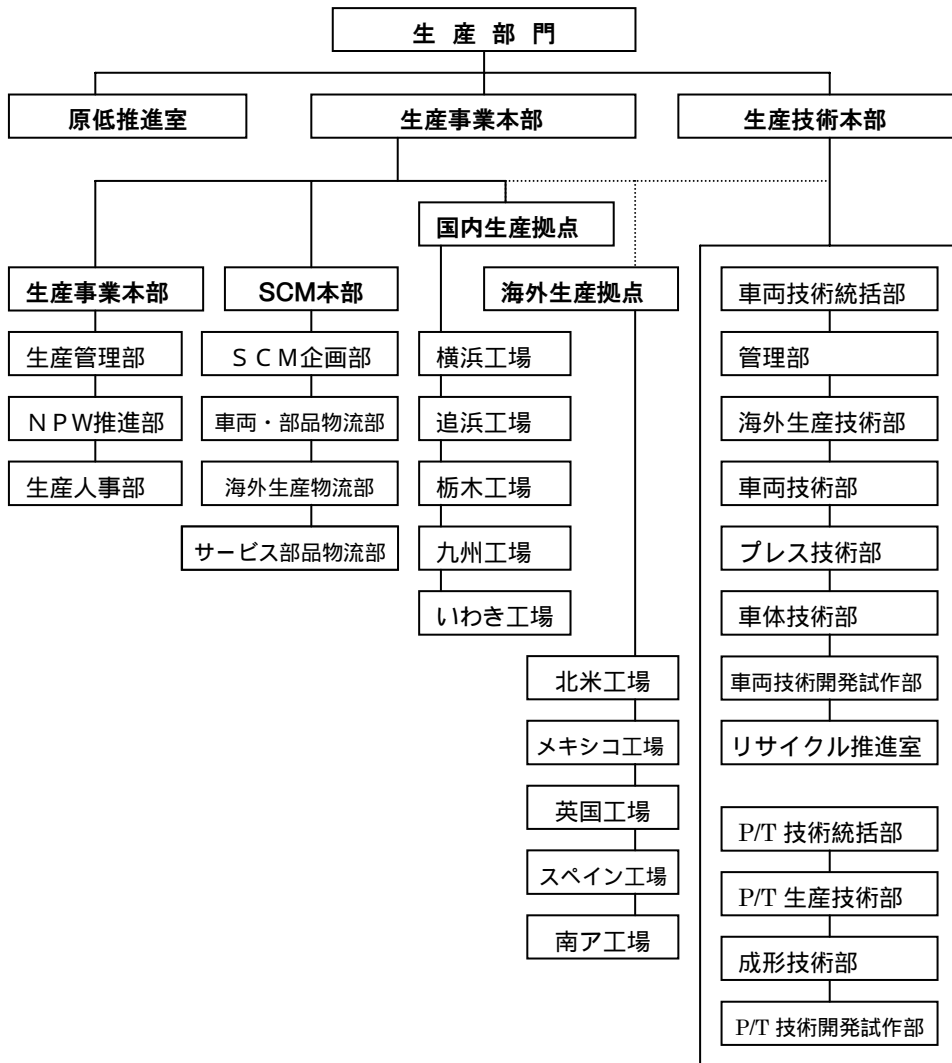 生 産 部 門
原低推進室
生産事業本部
生産技術本部
国内生産拠点
生産事業本部
SCM本部
海外生産拠点
車両技術統括部
生産管理部
ＳＣＭ企画部
横浜工場
管理部
ＮＰＷ推進部
車両・部品物流部
追浜工場
海外生産技術部
生産人事部
海外生産物流部
栃木工場
車両技術部
サービス部品物流部
九州工場
プレス技術部
いわき工場
車体技術部
北米工場
車両技術開発試作部
メキシコ工場
リサイクル推進室
英国工場
P/T 技術統括部
スペイン工場
P/T 生産技術部
南ア工場
成形技術部
P/T 技術開発試作部